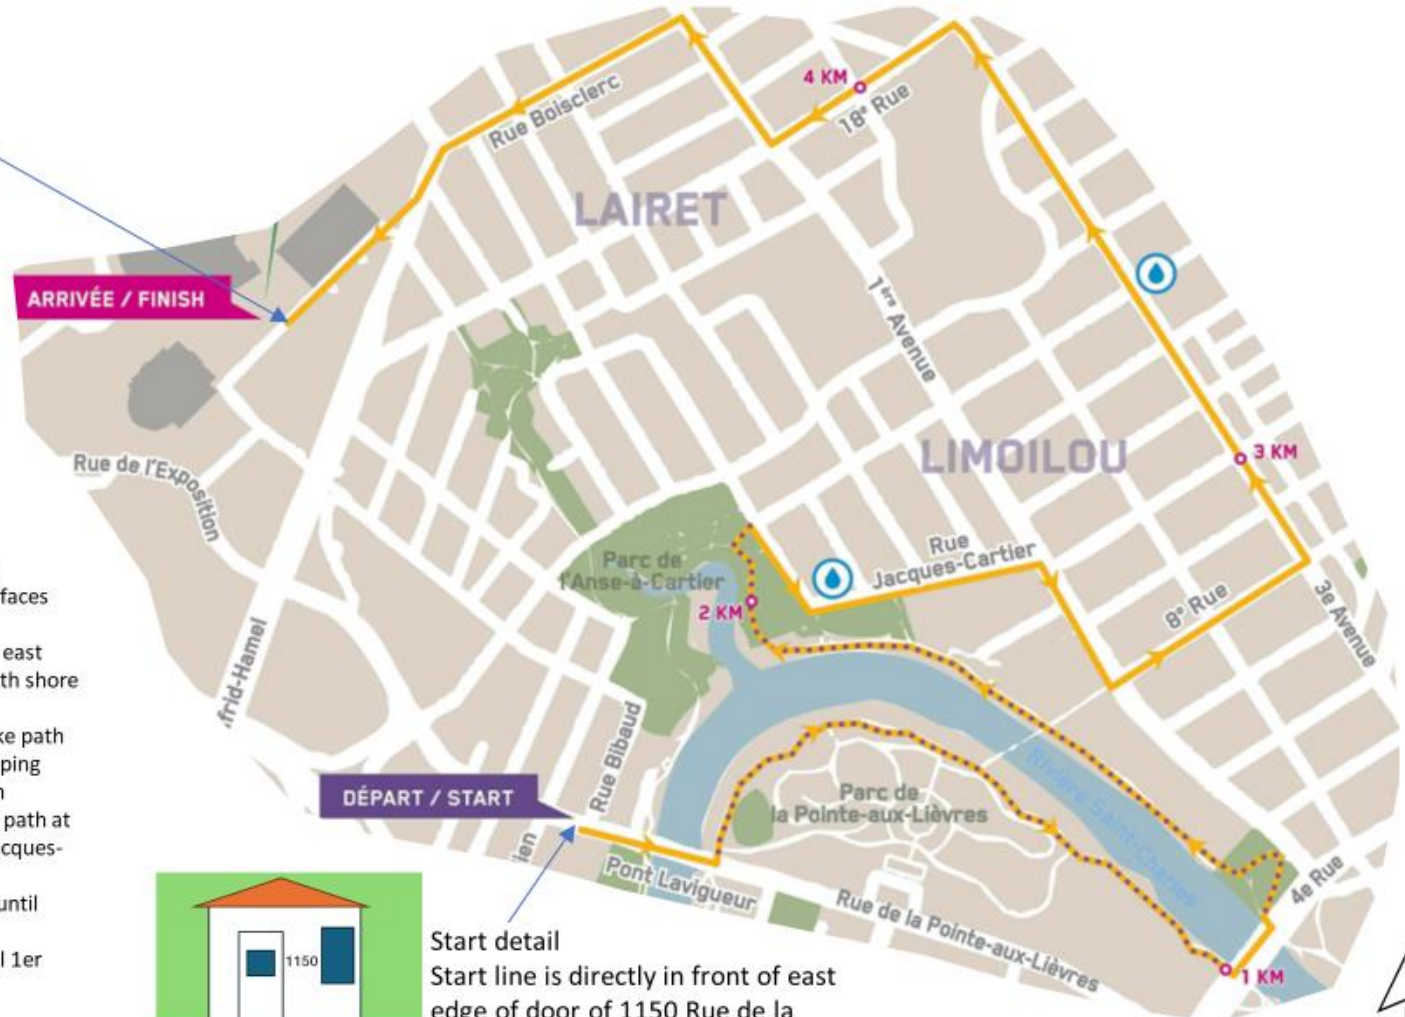 4 KM
18e Rue
Rue Boisclerc
LAIRET
ARRIVÉE / FINISH
1ère Avenue
LIMOILOU
3 KM
Rue de l'Exposition
Parc de
l'Anse-à-Cartier
2 KM
Rue
Jacques-Cartier
8e Rue
3e Avenue
faces
east
th shore
ke path
ping
path at
cques-
until
l 1er
frid-Hamel
Rue Bibaud
DÉPART / START
Parc de
la Pointe-aux-Lièvres
Rivière Saint-Charles
ien
Pont Lavigueur
Rue de la Pointe-aux-Lièvres
4e Rue
1 KM
1150
Start detail
Start line is directly in front of east
edge of door of 1150 Rue de la